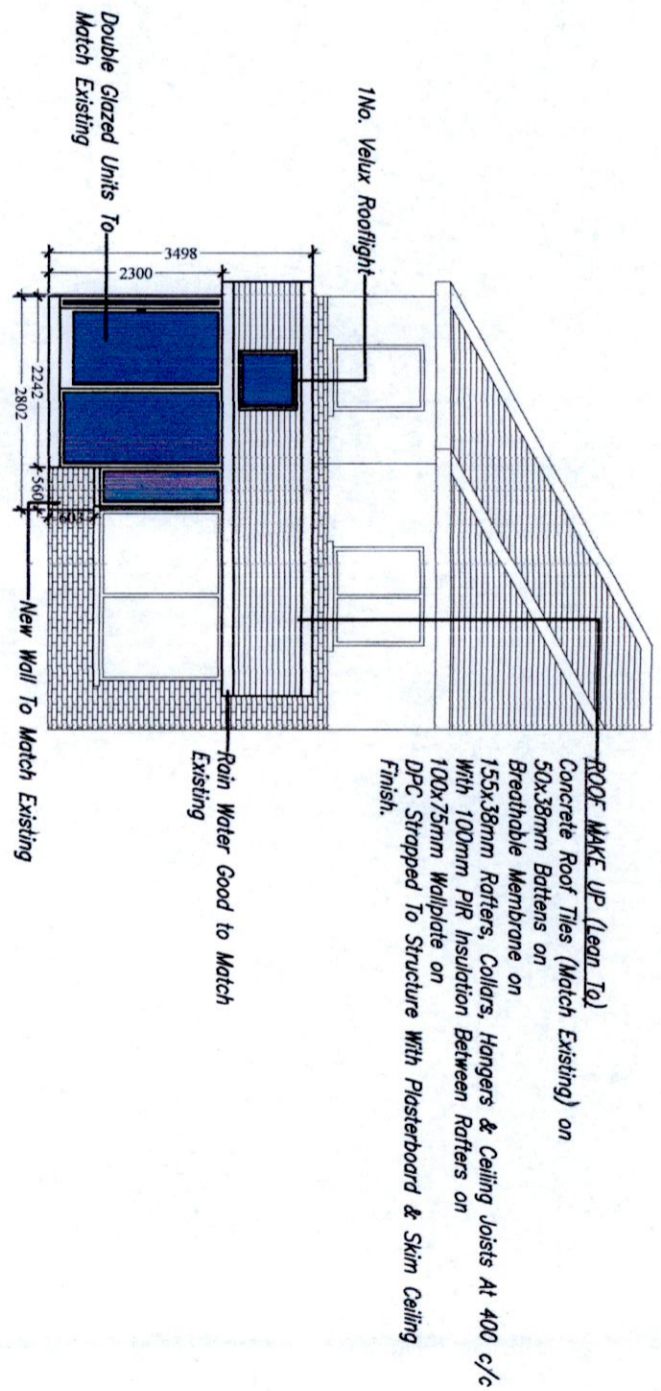 Double Glazed Units To
Match Existing
1No. Velux Rooflight
3498
2300
2242
2802
560
603
ROOF MAKE UP (Lean To)
Concrete Roof Tiles (Match Existing) on
50x38mm Battens on
Breathable Membrane on
155x38mm Rafters, Collars, Hangers & Ceiling Joists At 400 c/c
With 100mm PIR Insulation Between Rafters on
100x75mm Wallplate on
DPC Strapped To Structure With Plasterboard & Skim Ceiling
Finish.
Rain Water Good to Match
Existing
New Wall To Match Existing